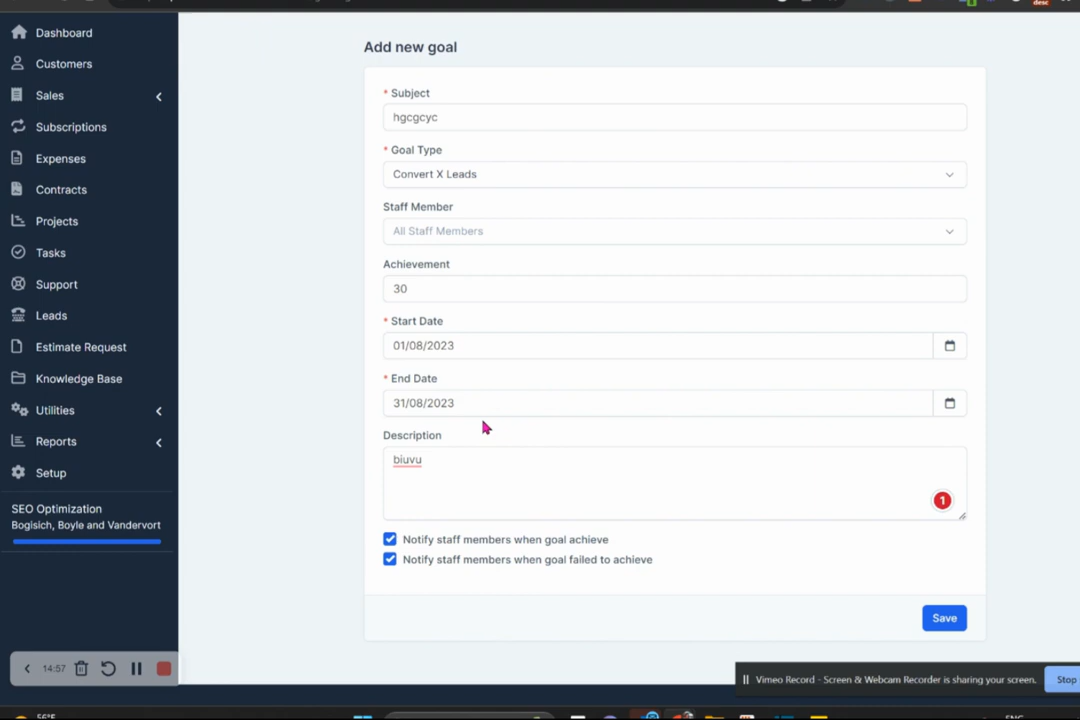 Dashboard
Customers
Sales
Subscriptions
Expenses
Contracts
Projects
Tasks
Support
Leads
Estimate Request
Knowledge Base
Utilities
Reports
Setup
SEO Optimization
Bogisich, Boyle and Vandervort
14:57
Add new goal
* Subject
hgcgcyc
* Goal Type
Convert X Leads
Staff Member
All Staff Members
Achievement
30
* Start Date
01/08/2023
* End Date
31/08/2023
Description
biuvu
1
Notify staff members when goal achieve
Notify staff members when goal failed to achieve
Save
Vimeo Record - Screen & Webcam Recorder is sharing your screen.
Stop
desc
56°F
ENG